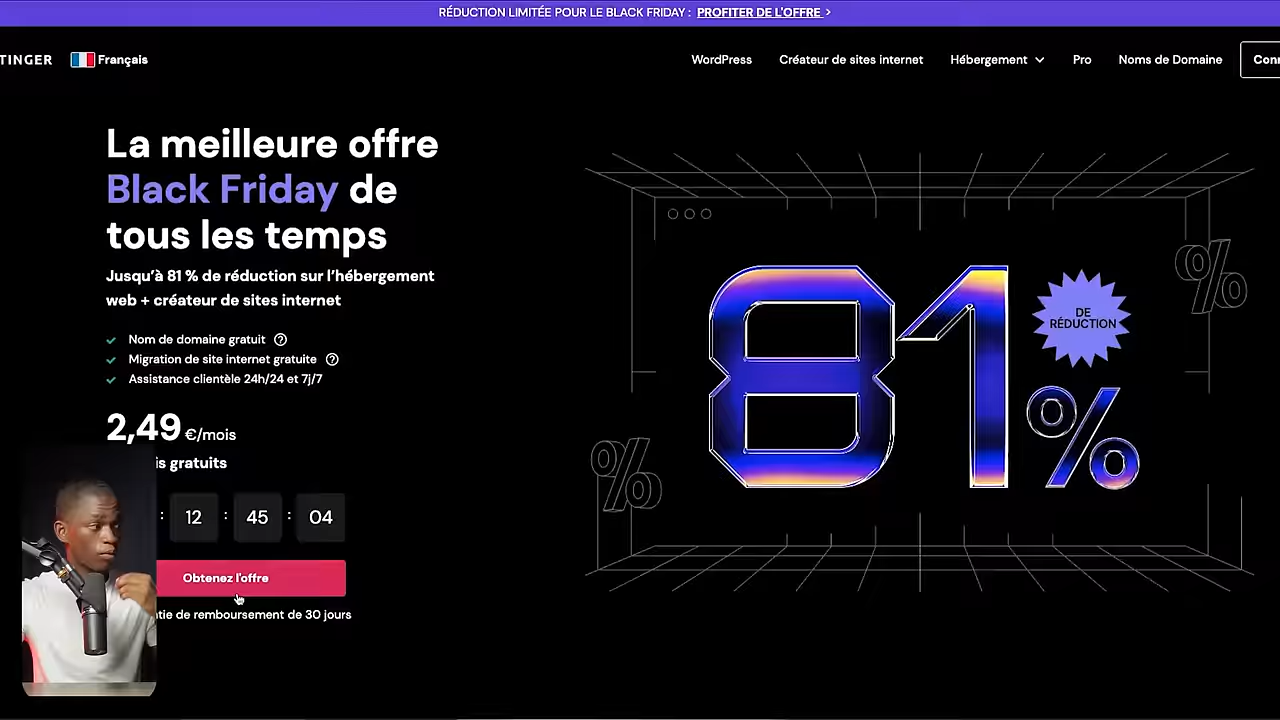 RÉDUCTION LIMITÉE POUR LE BLACK FRIDAY : PROFITER DE L'OFFRE >
TINGER Français WordPress Créateur de sites internet Hébergement Pro Noms de Domaine
La meilleure offre
Black Friday de
tous les temps
Jusqu'à 81 % de réduction sur l'hébergement
web + créateur de sites internet
Nom de domaine gratuit
Migration de site internet gratuite
Assistance clientèle 24h/24 et 7j/7
2,49 €/mois
gratuits
: 12 : 45 : 04
Obtenez l'offre
de remboursement de 30 jours
81 %
DE
RÉDUCTION
%
%